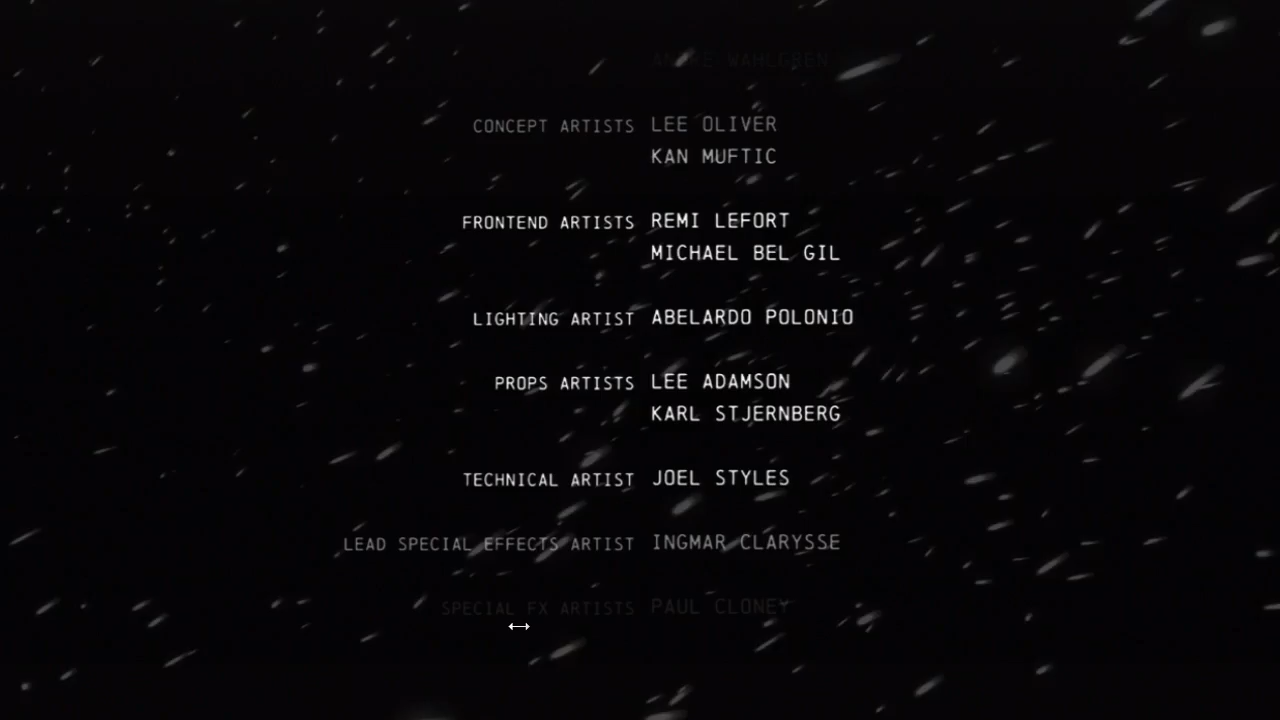 ANDRE WAHLGREN
CONCEPT ARTISTS LEE OLIVER
KAN MUFTIC
FRONTEND ARTISTS REMI LEFORT
MICHAEL BEL GIL
LIGHTING ARTIST ABELARDO POLONIO
PROPS ARTISTS LEE ADAMSON
KARL STJERNBERG
TECHNICAL ARTIST JOEL STYLES
LEAD SPECIAL EFFECTS ARTIST INGMAR CLARYSSE
SPECIAL FX ARTISTS PAUL CLONEY